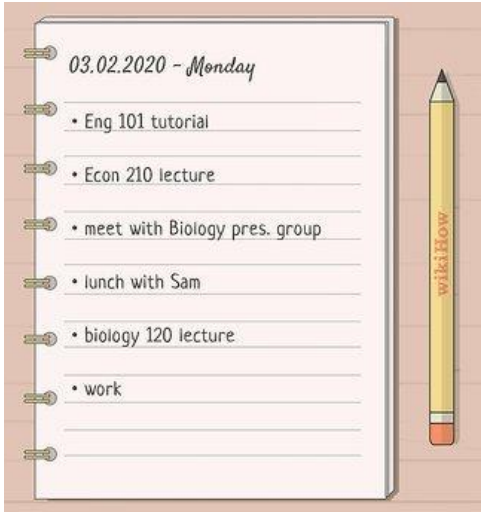 03.02.2020 - Monday
• Eng 101 tutorial
• Econ 210 lecture
• meet with Biology pres. group
• lunch with Sam
• biology 120 lecture
• work
wikiHow